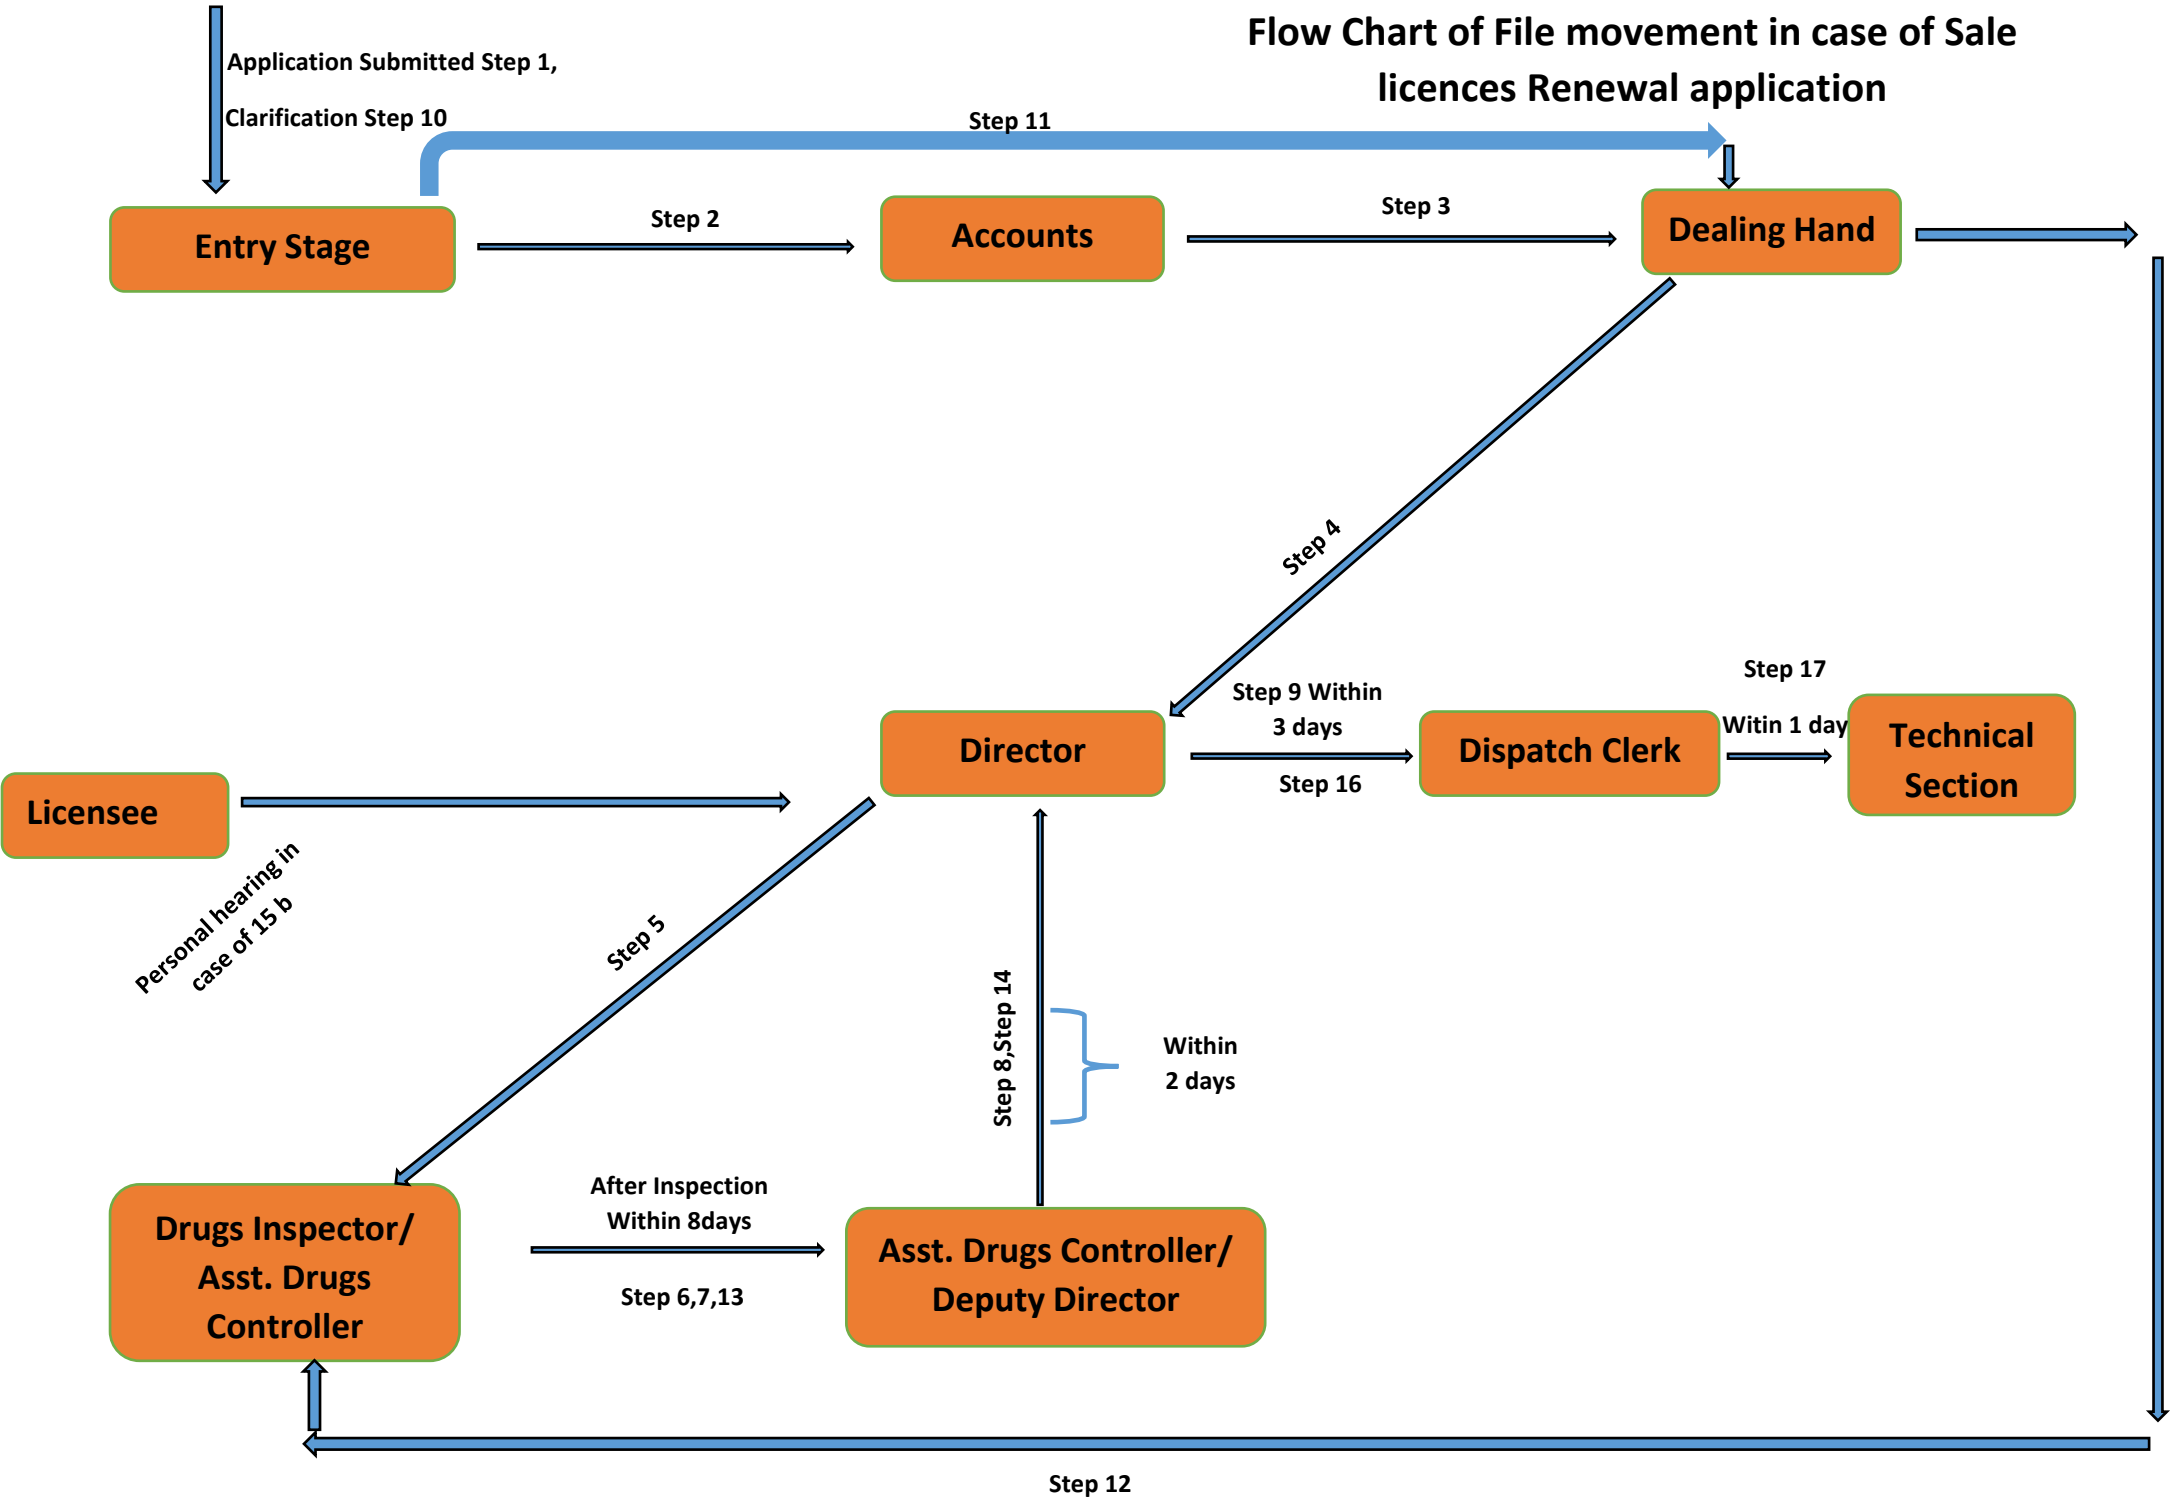 Flow Chart of File movement in case of Sale
licences Renewal application
Application Submitted Step 1,
Clarification Step 10
Step 11
Entry Stage
Step 2
Accounts
Step 3
Dealing Hand
Step 4
Step 17
Step 9 Within
3 days
Witin 1 day
Director
Step 16
Dispatch Clerk
Technical
Section
Licensee
Personal hearing in
case of 15 b
Step 5
Step 8,Step 14
Within
2 days
Drugs Inspector/
Asst. Drugs
Controller
After Inspection
Within 8days
Step 6,7,13
Asst. Drugs Controller/
Deputy Director
Step 12